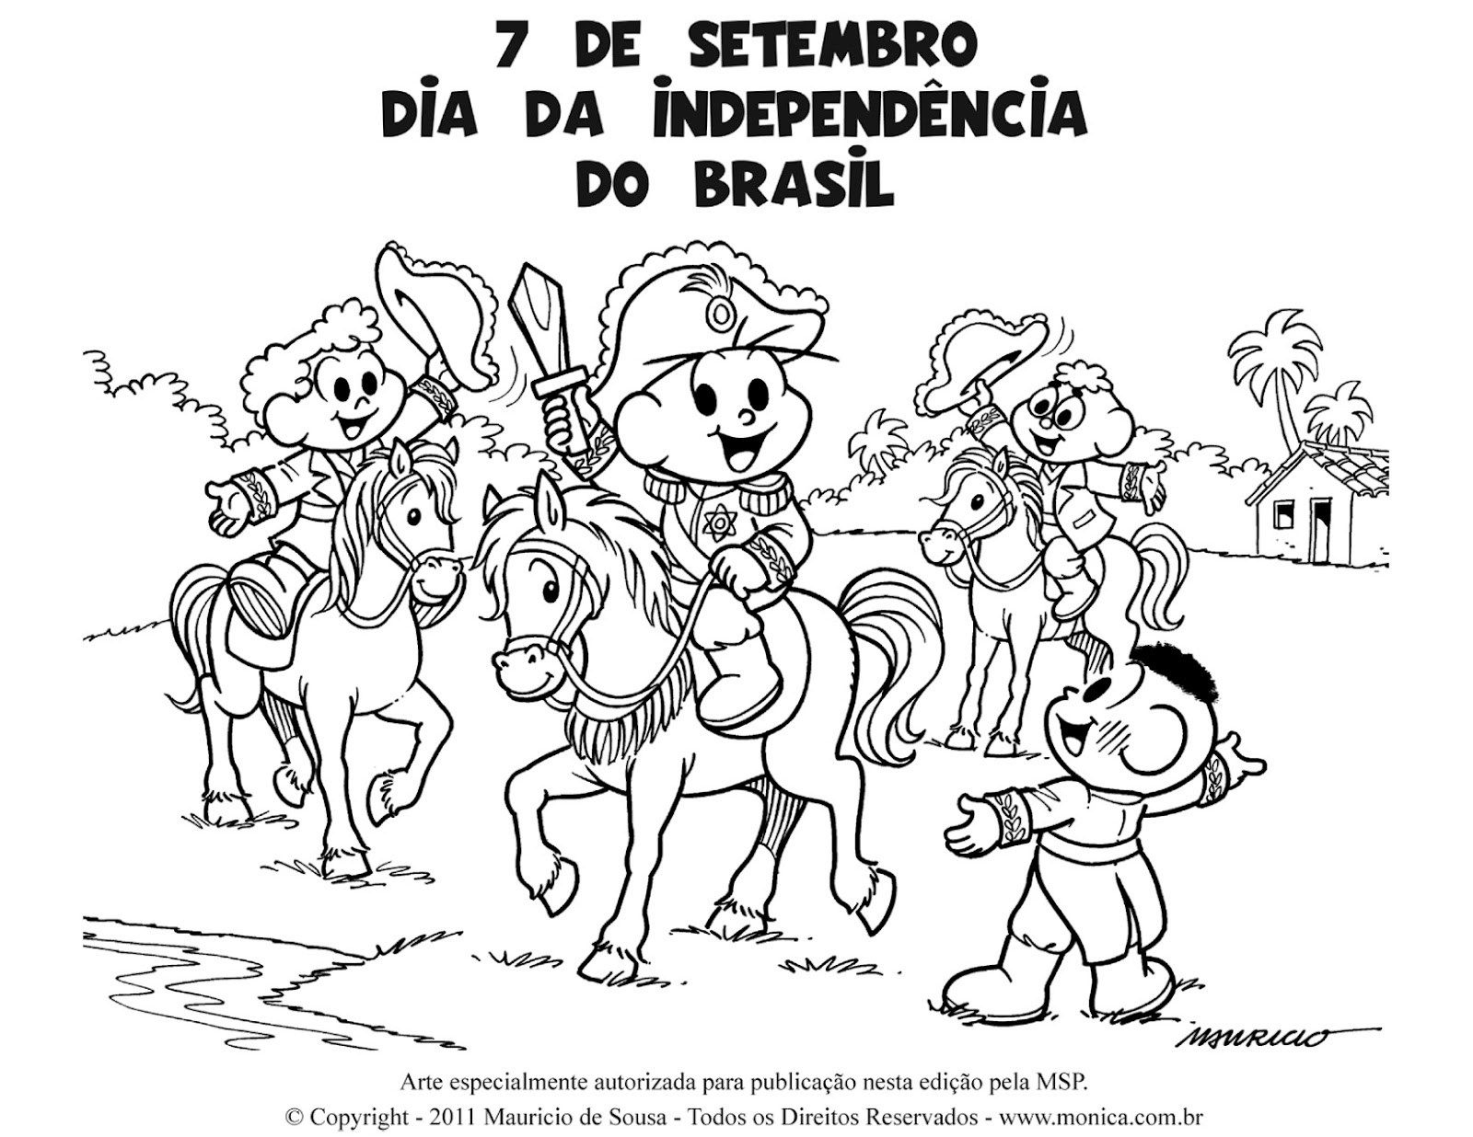 7 DE SETEMBRO
DIA DA INDEPENDÊNCIA
DO BRASIL
MAURICIO
Arte especialmente autorizada para publicação nesta edição pela MSP.
© Copyright - 2011 Mauricio de Sousa - Todos os Direitos Reservados - www.monica.com.br